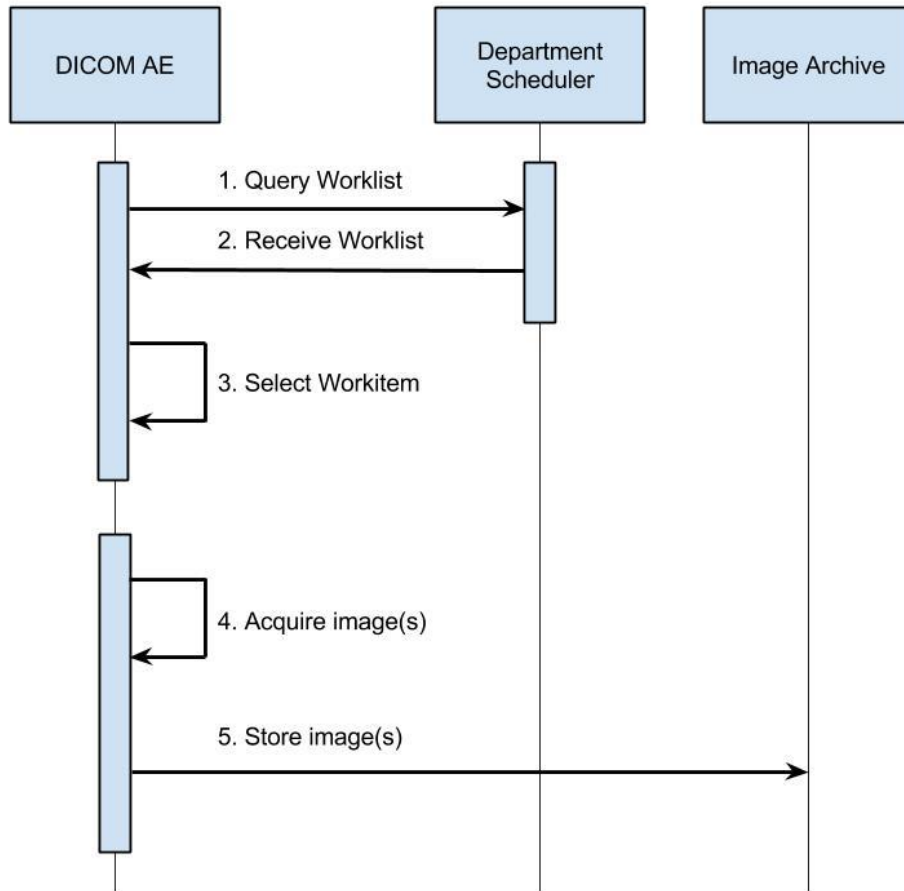 DICOM AE
Department
Scheduler
Image Archive
1. Query Worklist
2. Receive Worklist
3. Select Workitem
4. Acquire image(s)
5. Store image(s)